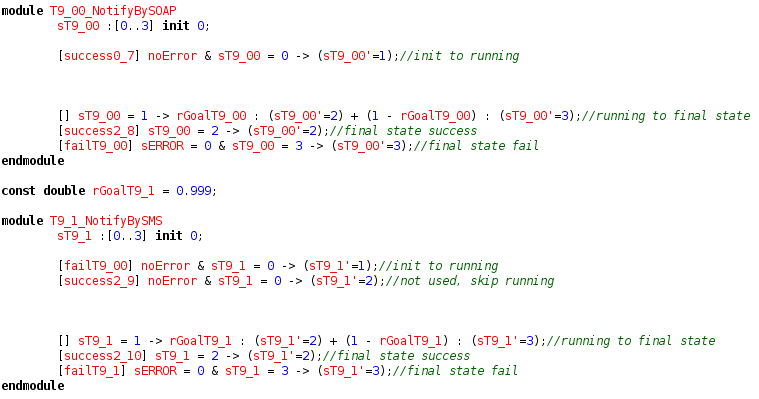 module T9_00_NotifyBySOAP
sT9_00 :[0..3] init 0;
[success0_7] noError & sT9_00 = 0 -> (sT9_00'=1);//init to running
[] sT9_00 = 1 -> rGoalT9_00 : (sT9_00'=2) + (1 - rGoalT9_00) : (sT9_00'=3);//running to final state
[success2_8] sT9_00 = 2 -> (sT9_00'=2);//final state success
[failT9_00] sERROR = 0 & sT9_00 = 3 -> (sT9_00'=3);//final state fail
endmodule
const double rGoalT9_1 = 0.999;
module T9_1_NotifyBySMS
sT9_1 :[0..3] init 0;
[failT9_00] noError & sT9_1 = 0 -> (sT9_1'=1);//init to running
[success2_9] noError & sT9_1 = 0 -> (sT9_1'=2);//not used, skip running
[] sT9_1 = 1 -> rGoalT9_1 : (sT9_1'=2) + (1 - rGoalT9_1) : (sT9_1'=3);//running to final state
[success2_10] sT9_1 = 2 -> (sT9_1'=2);//final state success
[failT9_1] sERROR = 0 & sT9_1 = 3 -> (sT9_1'=3);//final state fail
endmodule